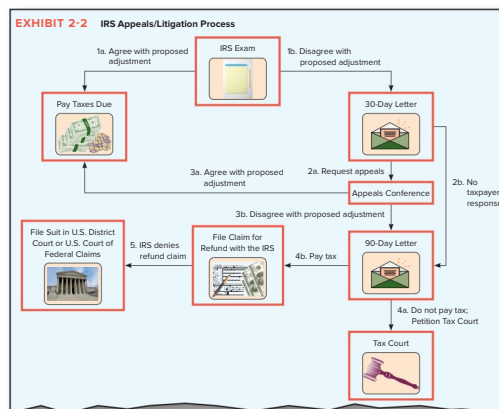 EXHIBIT 2-2 IRS Appeals/Litigation Process
1a. Agree with proposed
adjustment
IRS Exam
1b. Disagree with
proposed adjustment
Pay Taxes Due
30-Day Letter
3a. Agree with proposed
adjustment
2a. Request appeals
2b. No
taxpayer
response
Appeals Conference
3b. Disagree with proposed adjustment
File Suit in U.S. District
Court or U.S. Court of
Federal Claims
5. IRS denies
refund claim
File Claim for
Refund with the IRS
4b. Pay tax
90-Day Letter
4a. Do not pay tax;
Petition Tax Court
Tax Court